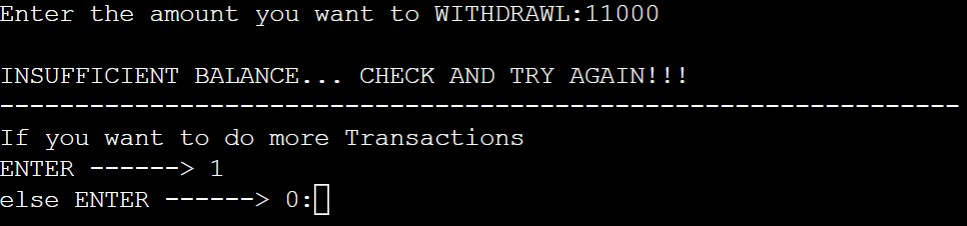 Enter the amount you want to WITHDRAWL:11000
INSUFFICIENT BALANCE... CHECK AND TRY AGAIN!!!
----------------------------------------------------------------
If you want to do more Transactions
ENTER ------> 1
else ENTER ------> 0: